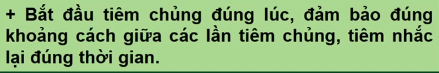 + Bắt đầu tiêm chủng đúng lúc, đảm bảo đúng
khoảng cách giữa các lần tiêm chủng, tiêm nhắc
lại đúng thời gian.